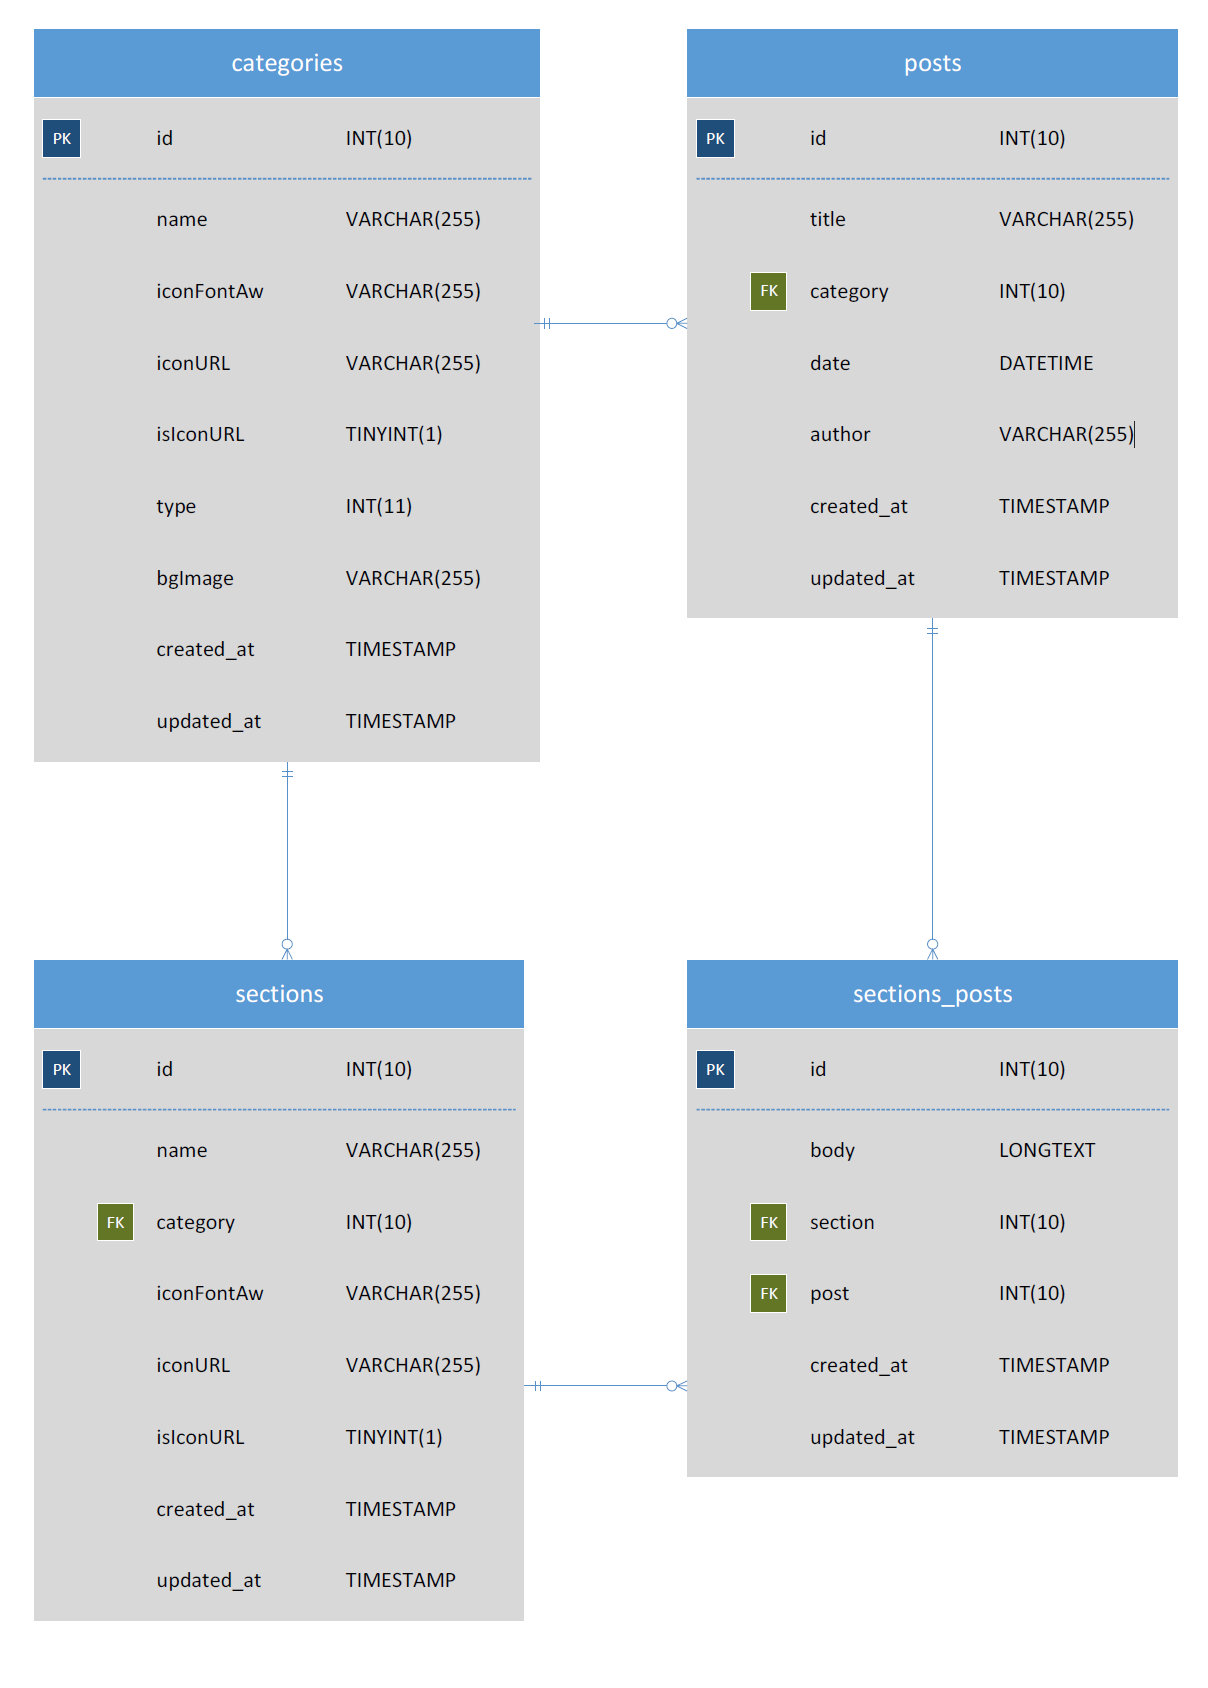 categories
PK id INT(10)
name VARCHAR(255)
iconFontAw VARCHAR(255)
iconURL VARCHAR(255)
isIconURL TINYINT(1)
type INT(11)
bgImage VARCHAR(255)
created_at TIMESTAMP
updated_at TIMESTAMP
posts
PK id INT(10)
title VARCHAR(255)
FK category INT(10)
date DATETIME
author VARCHAR(255)
created_at TIMESTAMP
updated_at TIMESTAMP
sections
PK id INT(10)
name VARCHAR(255)
FK category INT(10)
iconFontAw VARCHAR(255)
iconURL VARCHAR(255)
isIconURL TINYINT(1)
created_at TIMESTAMP
updated_at TIMESTAMP
sections_posts
PK id INT(10)
body LONGTEXT
FK section INT(10)
FK post INT(10)
created_at TIMESTAMP
updated_at TIMESTAMP